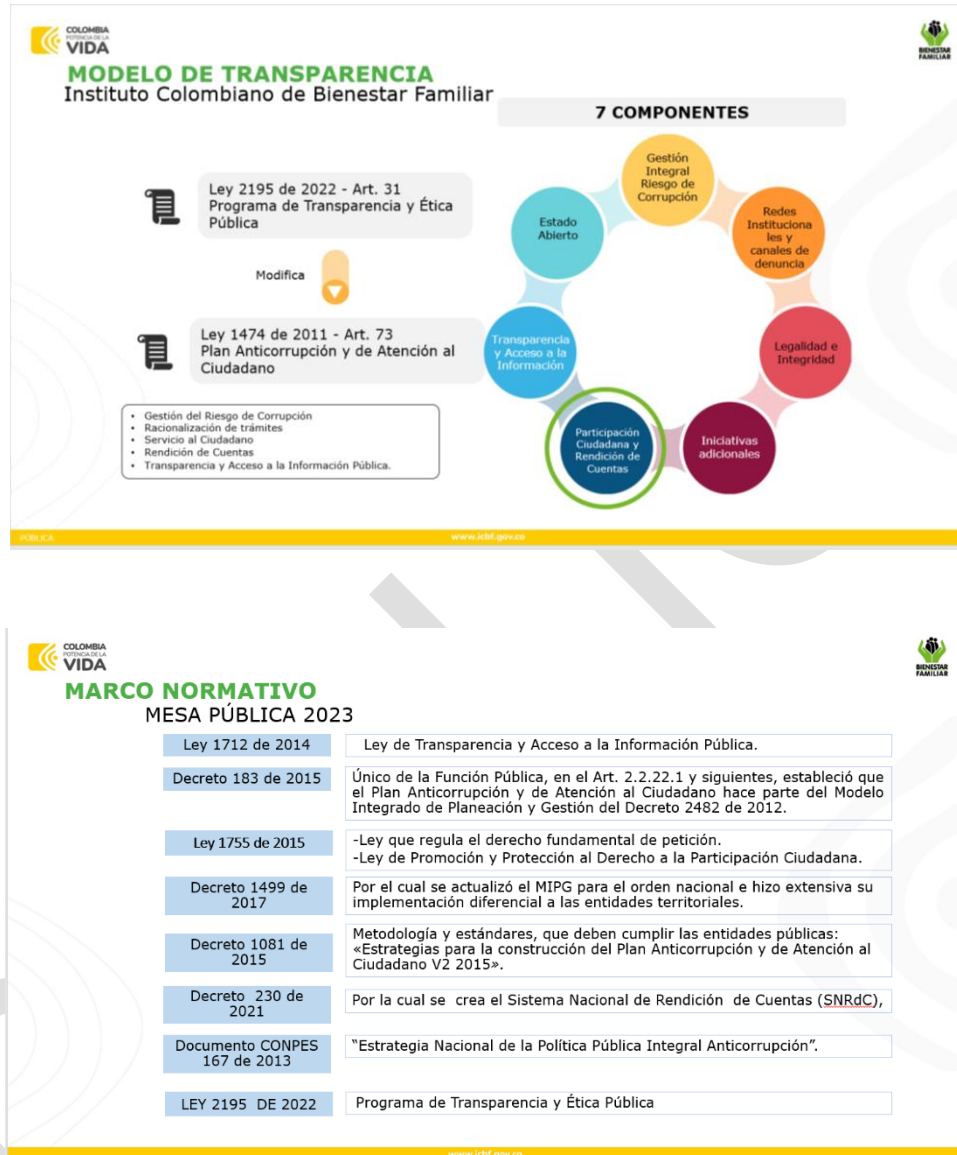 COLOMBIA
POTENCIA DE LA
VIDA
BIENESTAR
FAMILIAR
MODELO DE TRANSPARENCIA
Instituto Colombiano de Bienestar Familiar
7 COMPONENTES
Ley 2195 de 2022 - Art. 31
Programa de Transparencia y Ética
Pública
Modifica
Ley 1474 de 2011 - Art. 73
Plan Anticorrupción y de Atención al
Ciudadano
• Gestión del Riesgo de Corrupción
• Racionalización de trámites
• Servicio al Ciudadano
• Rendición de Cuentas
• Transparencia y Acceso a la Información Pública.
Gestión
Integral
Riesgo de
Corrupción
Redes
Instituciona
les y
canales de
denuncia
Legalidad e
Integridad
Iniciativas
adicionales
Participación
Ciudadana y
Rendición de
Cuentas
Transparencia
y Acceso a la
Información
Estado
Abierto
PÚBLICA
www.icbf.gov.co
COLOMBIA
POTENCIA DE LA
VIDA
BIENESTAR
FAMILIAR
MARCO NORMATIVO
MESA PÚBLICA 2023
Ley 1712 de 2014
Ley de Transparencia y Acceso a la Información Pública.
Decreto 183 de 2015
Único de la Función Pública, en el Art. 2.2.22.1 y siguientes, estableció que
el Plan Anticorrupción y de Atención al Ciudadano hace parte del Modelo
Integrado de Planeación y Gestión del Decreto 2482 de 2012.
Ley 1755 de 2015
-Ley que regula el derecho fundamental de petición.
-Ley de Promoción y Protección al Derecho a la Participación Ciudadana.
Decreto 1499 de
2017
Por el cual se actualizó el MIPG para el orden nacional e hizo extensiva su
implementación diferencial a las entidades territoriales.
Decreto 1081 de
2015
Metodología y estándares, que deben cumplir las entidades públicas:
«Estrategias para la construcción del Plan Anticorrupción y de Atención al
Ciudadano V2 2015».
Decreto 230 de
2021
Por la cual se crea el Sistema Nacional de Rendición de Cuentas (SNRdC),
Documento CONPES
167 de 2013
"Estrategia Nacional de la Política Pública Integral Anticorrupción".
LEY 2195 DE 2022
Programa de Transparencia y Ética Pública
www.icbf.gov.co